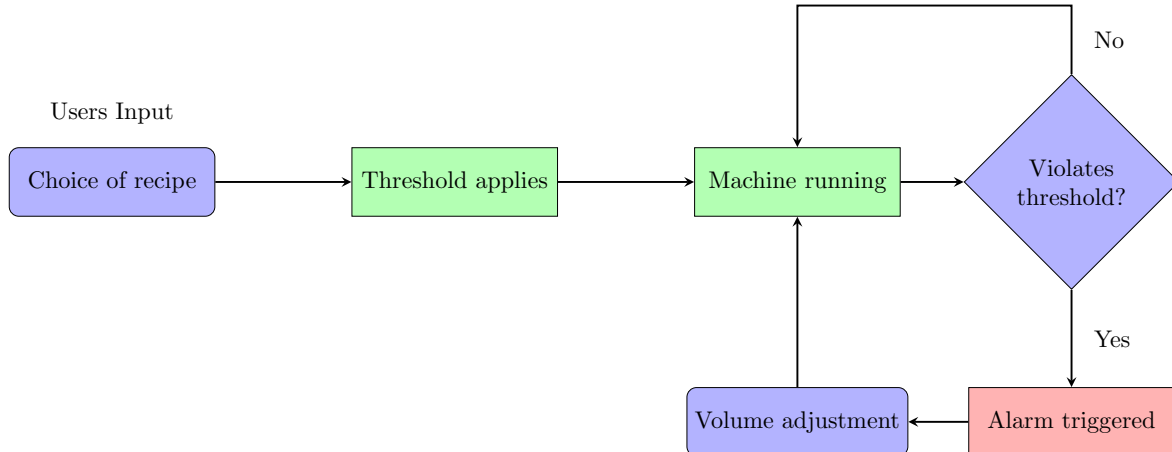 No
Users Input
Choice of recipe
Threshold applies
Machine running
Violates
threshold?
Yes
Volume adjustment
Alarm triggered